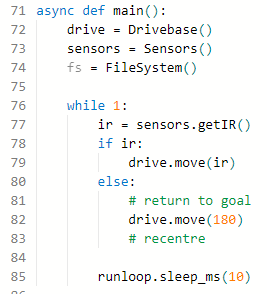 71 async def main():
72     drive = Drivebase()
73     sensors = Sensors()
74     fs = FileSystem()
75
76     while 1:
77         ir = sensors.getIR()
78         if ir:
79             drive.move(ir)
80         else:
81             # return to goal
82             drive.move(180)
83             # recentre
84
85         runloop.sleep_ms(10)
86